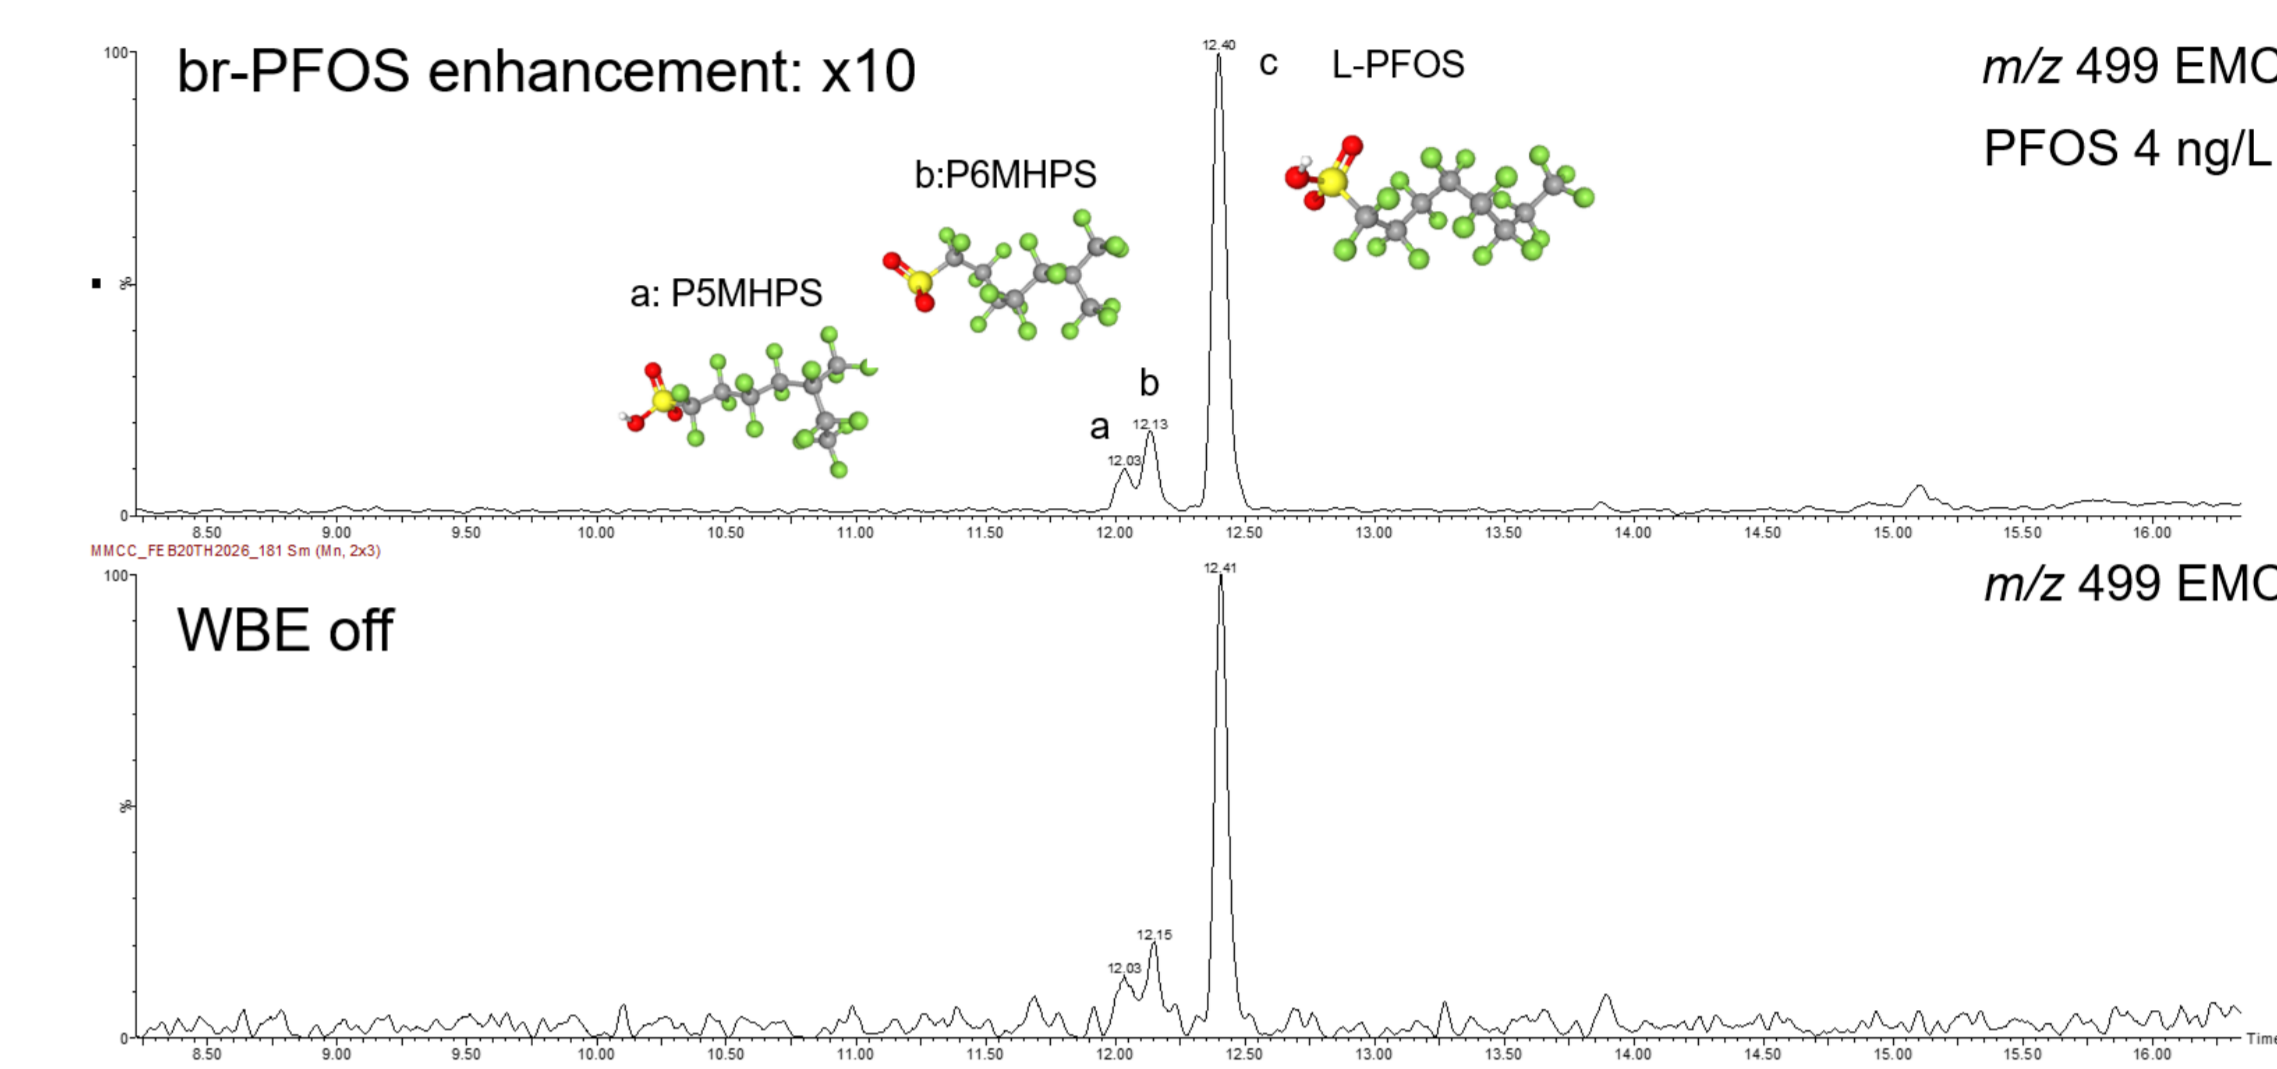 br-PFOS enhancement: x10
12.40
c
L-PFOS
m/z 499 EMC
PFOS 4 ng/L
b:P6MHPS
a: P5MHPS
b
a
12.13
12.03
100
%
0
8.50 9.00 9.50 10.00 10.50 11.00 11.50 12.00 12.50 13.00 13.50 14.00 14.50 15.00 15.50 16.00
MMCC_FEB20TH2026_181 Sm (Mn, 2x3)
WBE off
12.41
m/z 499 EMC
12.15
12.03
100
%
0
8.50 9.00 9.50 10.00 10.50 11.00 11.50 12.00 12.50 13.00 13.50 14.00 14.50 15.00 15.50 16.00
Time